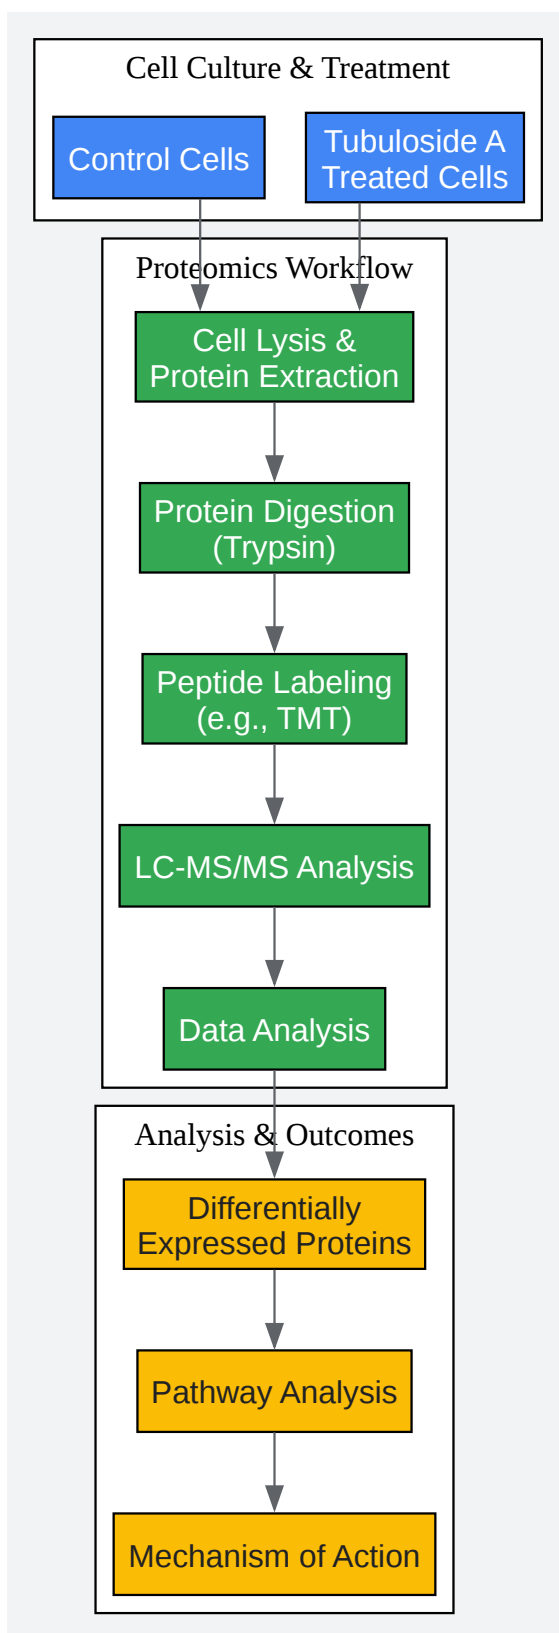 Cell Culture & Treatment
Control Cells
Tubuloside A
Treated Cells
Proteomics Workflow
Cell Lysis &
Protein Extraction
Protein Digestion
(Trypsin)
Peptide Labeling
(e.g., TMT)
LC-MS/MS Analysis
Data Analysis
Analysis & Outcomes
Differentially
Expressed Proteins
Pathway Analysis
Mechanism of Action